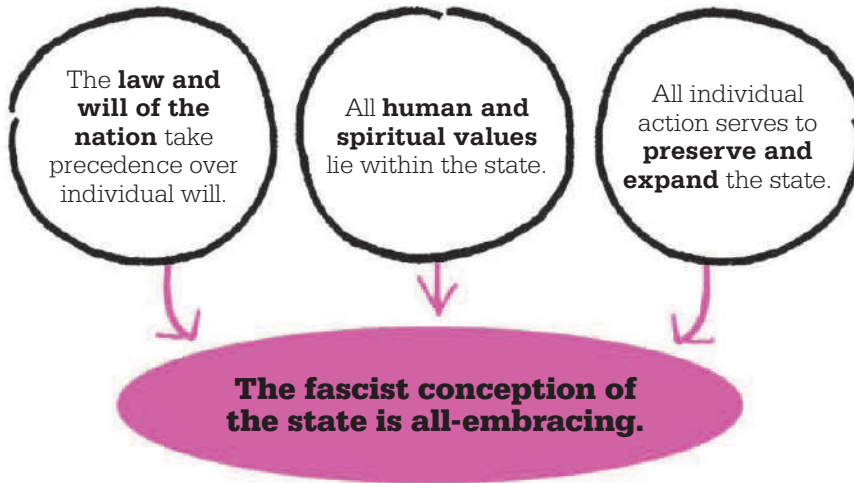 The law and
will of the
nation take
precedence over
individual will.
All human and
spiritual values
lie within the state.
All individual
action serves to
preserve and
expand the state.
The fascist conception of
the state is all-embracing.